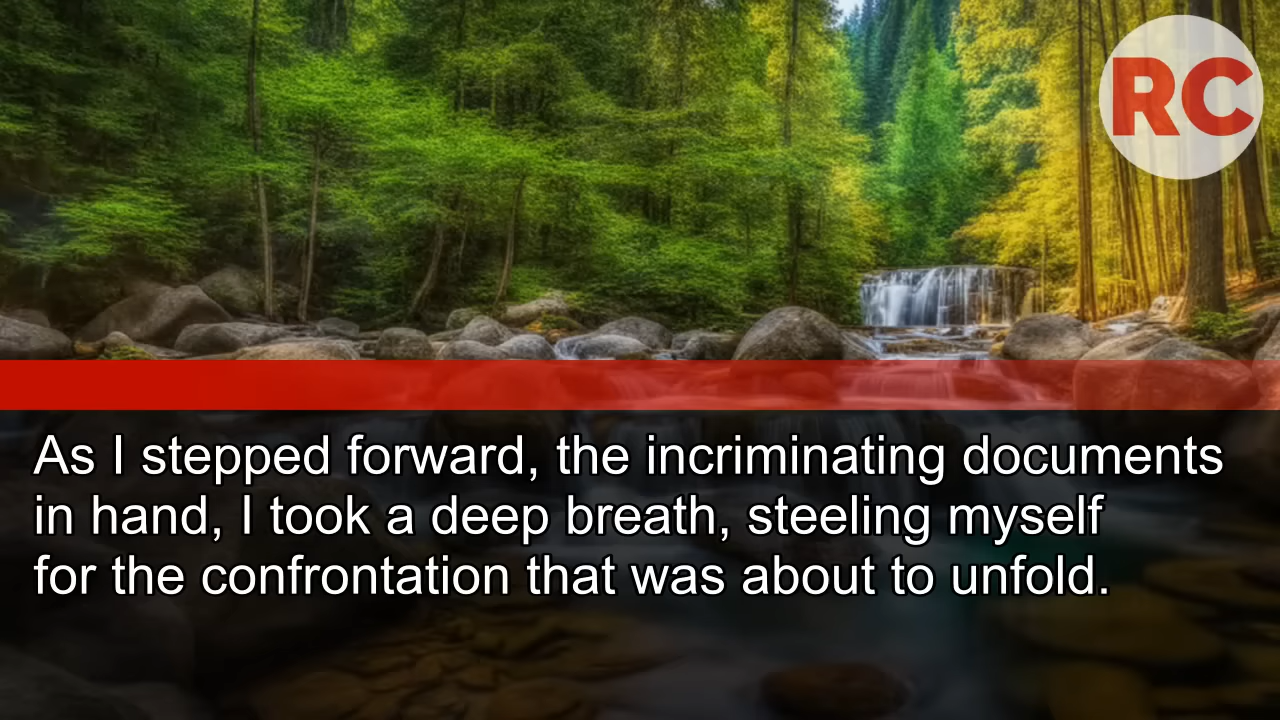 RC
As I stepped forward, the incriminating documents
in hand, I took a deep breath, steeling myself
for the confrontation that was about to unfold.